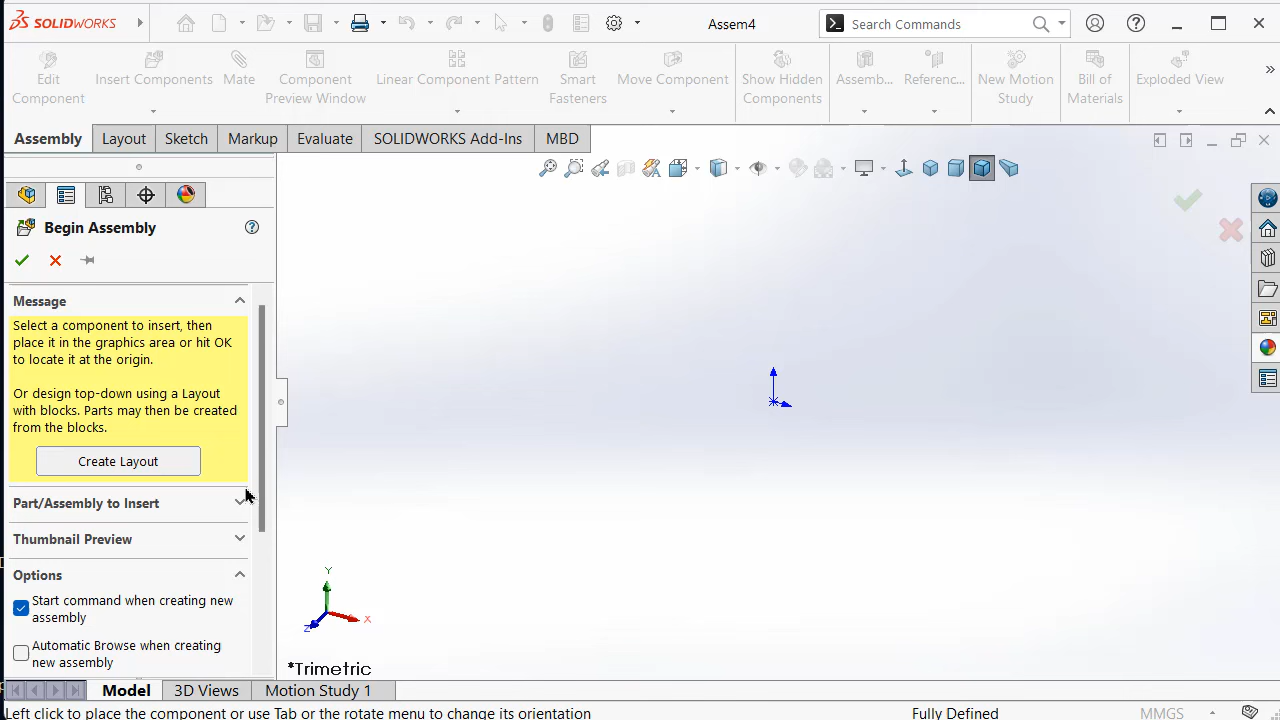 SOLIDWORKS
Assem4
Search Commands
Edit Component
Insert Components
Mate
Component Preview Window
Linear Component Pattern
Smart Fasteners
Move Component
Show Hidden Components
Assemb...
Referenc...
New Motion Study
Bill of Materials
Exploded View
Assembly
Layout
Sketch
Markup
Evaluate
SOLIDWORKS Add-Ins
MBD
Begin Assembly
Message
Select a component to insert, then
place it in the graphics area or hit OK
to locate it at the origin.
Or design top-down using a Layout
with blocks. Parts may then be created
from the blocks.
Create Layout
Part/Assembly to Insert
Thumbnail Preview
Options
Start command when creating new
assembly
Automatic Browse when creating
new assembly
Y
X
Z
*Trimetric
Model
3D Views
Motion Study 1
Left click to place the component or use Tab or the rotate menu to change its orientation
Fully Defined
MMGS